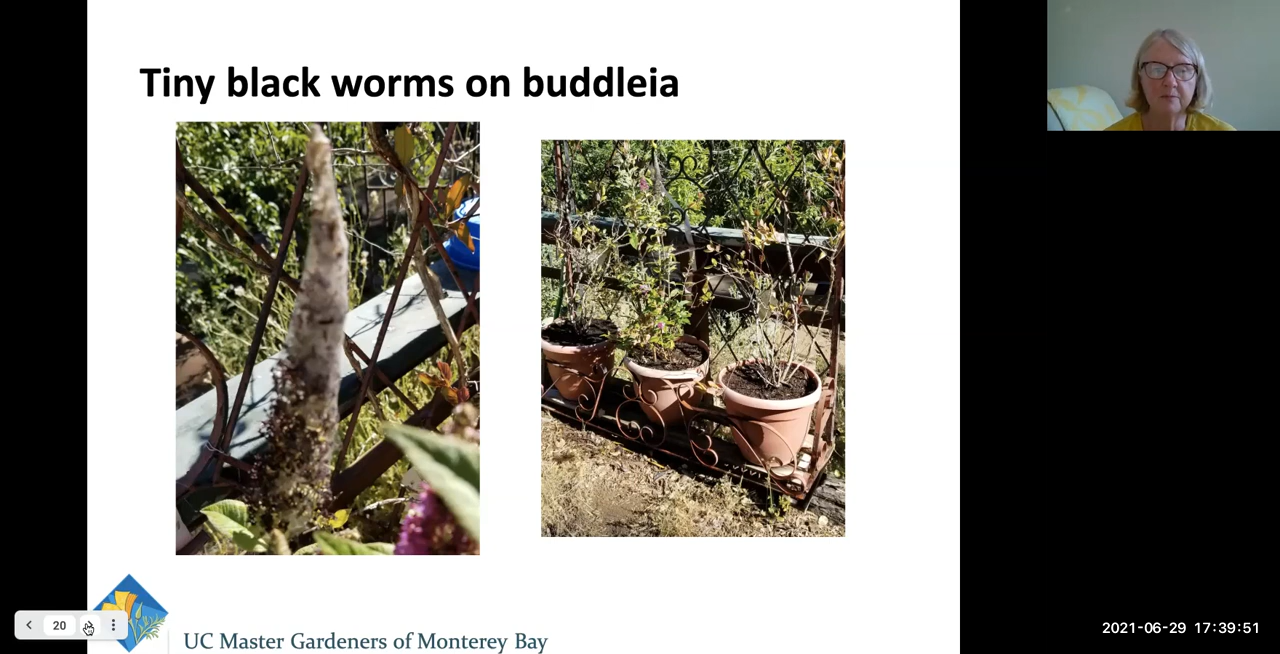 Tiny black worms on buddleia
20
UC Master Gardeners of Monterey Bay
2021-06-29 17:39:51